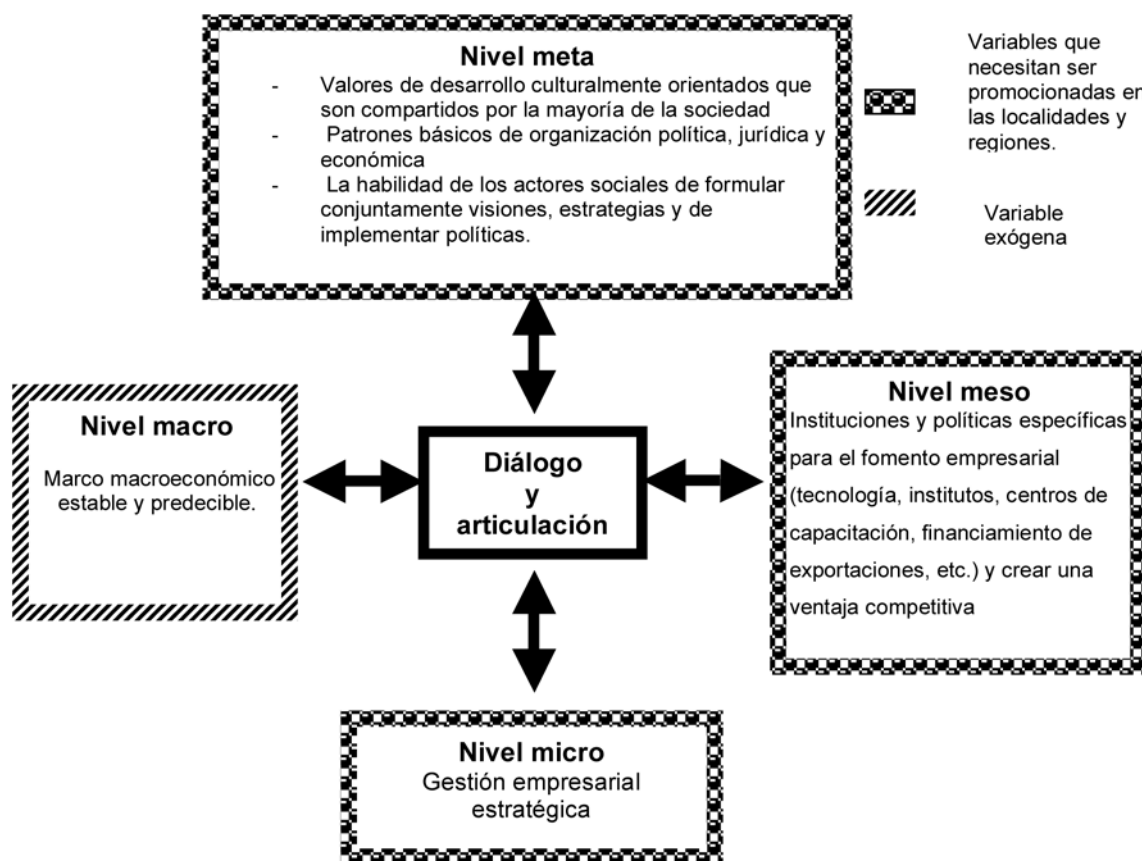 Nivel meta
- Valores de desarrollo culturalmente orientados que
son compartidos por la mayoría de la sociedad
- Patrones básicos de organización política, jurídica y
económica
- La habilidad de los actores sociales de formular
conjuntamente visiones, estrategias y de
implementar políticas.
Variables que
necesitan ser
promocionadas en
las localidades y
regiones.
Variable
exógena
Nivel macro
Marco macroeconómico
estable y predecible.
Diálogo
y
articulación
Nivel meso
Instituciones y políticas específicas
para el fomento empresarial
(tecnología, institutos, centros de
capacitación, financiamiento de
exportaciones, etc.) y crear una
ventaja competitiva
Nivel micro
Gestión empresarial
estratégica